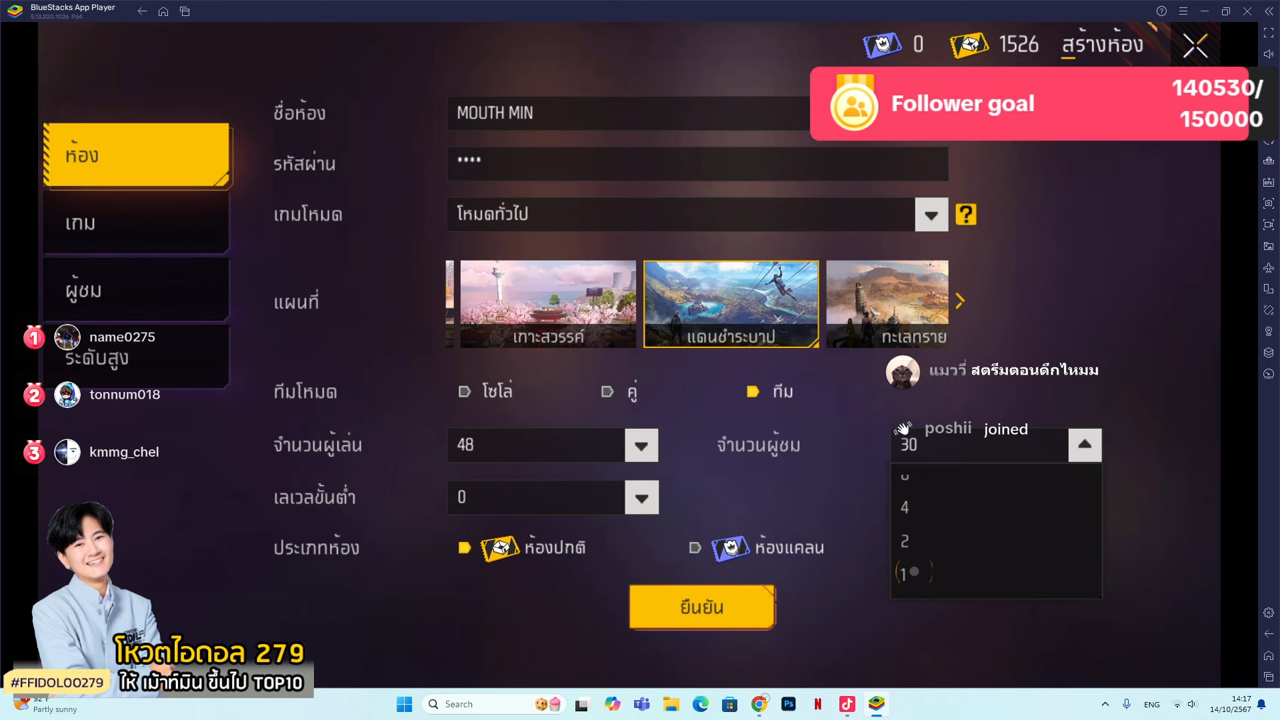 BlueStacks App Player
5.13.200.1026 P64
0
1526
สร้างห้อง
Follower goal
140530/
150000
ห้อง
เกม
ผู้ชม
ระดับสูง
ชื่อห้อง
MOUTH MIN
รหัสผ่าน
****
เกมโหมด
โหมดทั่วไป
?
แผนที่
เกาะสวรรค์
แดนชำระบาป
ทะเลทราย
1 name0275
2 tonnum018
3 kmmg_chel
แมววี่ สตรีมตอนดึกไหมม
ทีมโหมด
โซโล่
คู่
ทีม
poshii joined
จำนวนผู้เล่น
48
จำนวนผู้ชม
30
4
2
1
เลเวลขั้นต่ำ
0
ประเภทห้อง
ห้องปกติ
ห้องแคลน
ยืนยัน
โหวตไอดอล 279
#FFIDOLOO279
ให้ เม้าท์มิน ขึ้นไป TOP10
Partly sunny
Search
ENG
14:17
14/10/2567